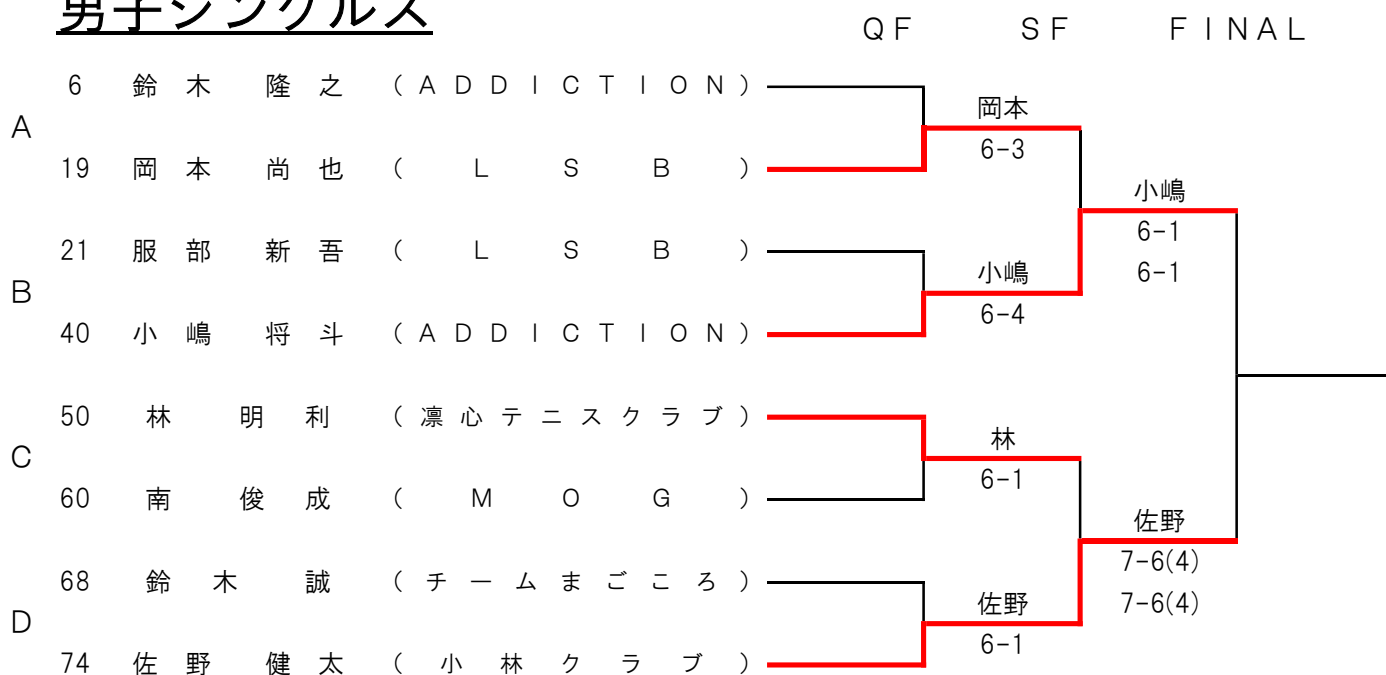 男子シングルス
QF SF FINAL
6 鈴木 隆之 (ADDICTION)
岡本
A
6-3
19 岡本 尚也 (LSB)
小嶋
6-1
21 服部 新吾 (LSB)
小嶋
6-1
B
6-4
40 小嶋 将斗 (ADDICTION)
50 林 明利 (凛心テニスクラブ)
林
C
6-1
60 南 俊成 (MOG)
佐野
7-6(4)
68 鈴木 誠 (チームまごころ)
佐野
7-6(4)
D
6-1
74 佐野 健太 (小林クラブ)